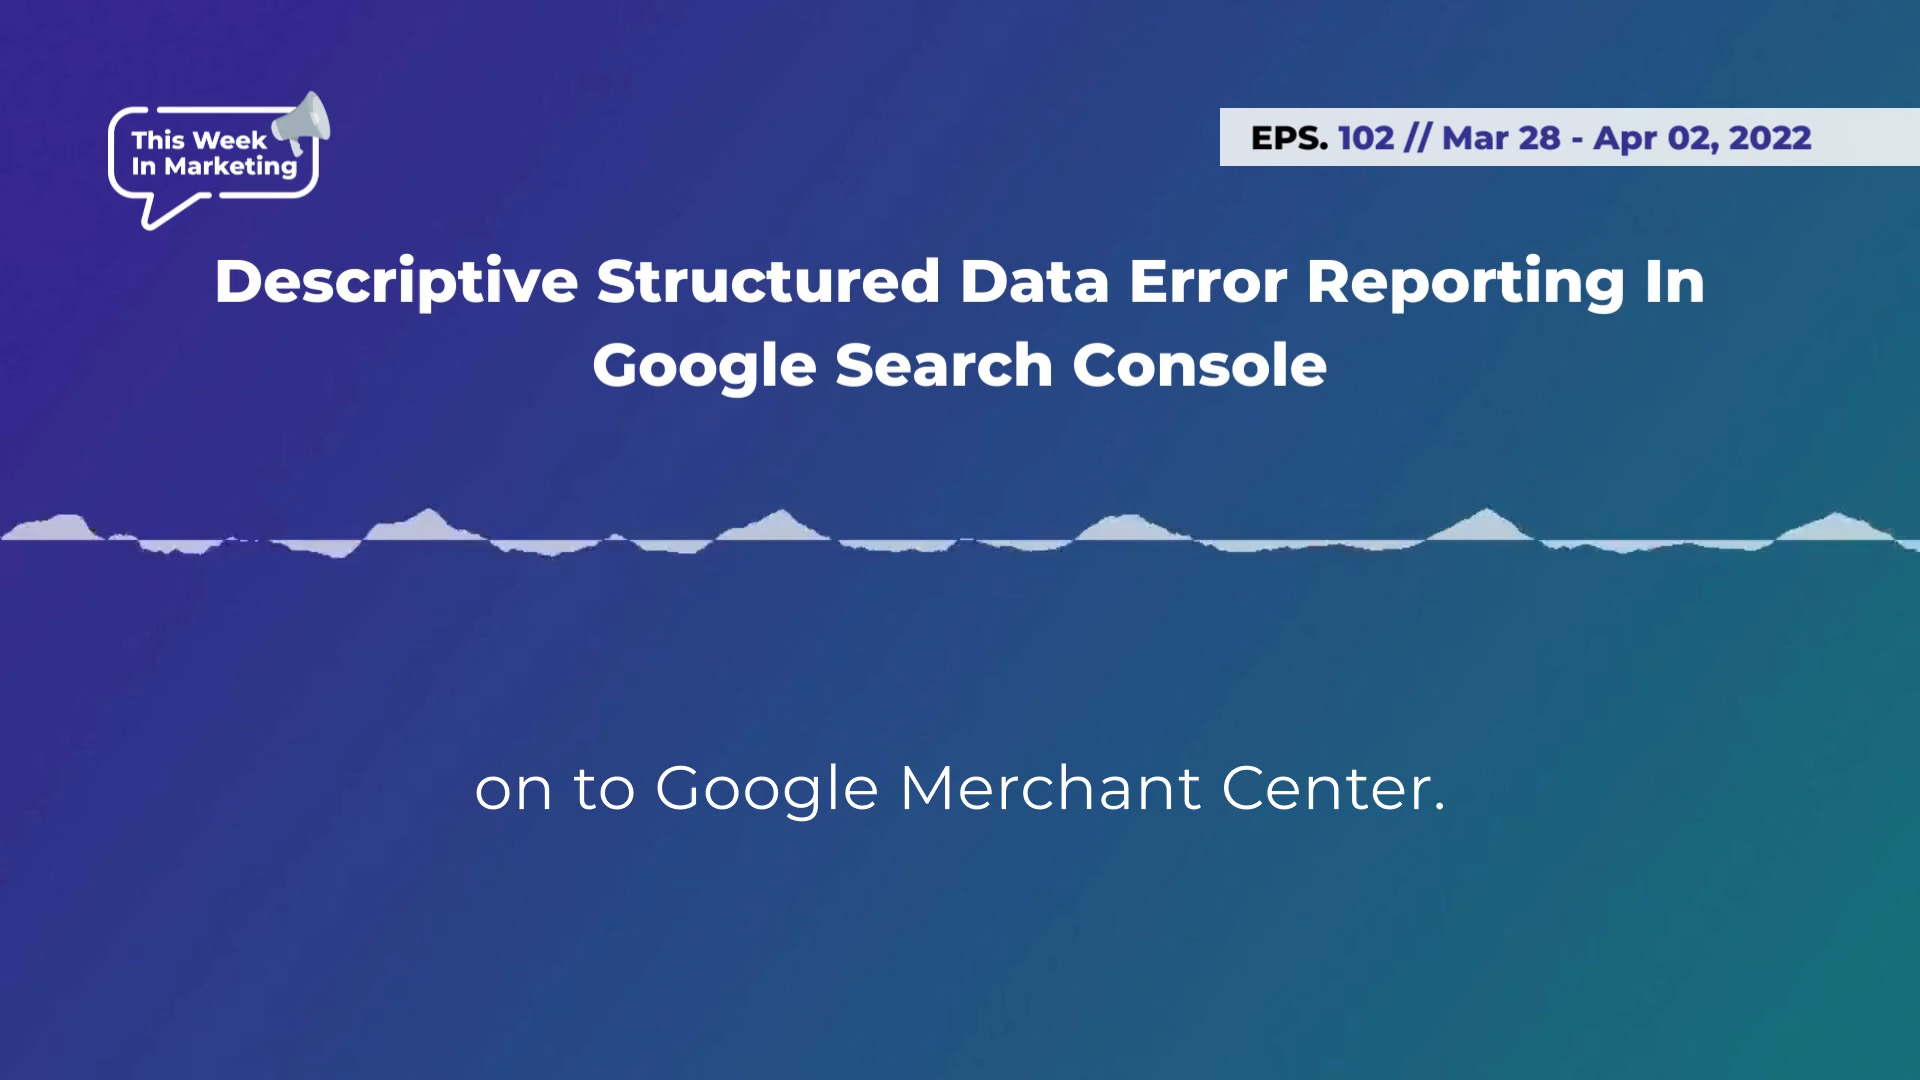 This Week
In Marketing
EPS. 102 // Mar 28 - Apr 02, 2022
Descriptive Structured Data Error Reporting In
Google Search Console
on to Google Merchant Center.